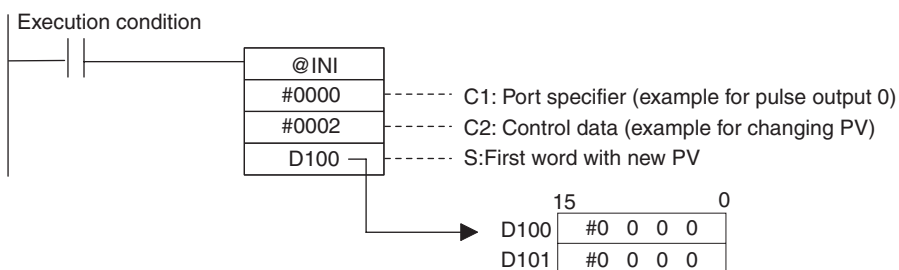 Execution condition
@INI
#0000 C1: Port specifier (example for pulse output 0)
#0002 C2: Control data (example for changing PV)
D100 S:First word with new PV
15 0
D100 #0 0 0 0
D101 #0 0 0 0